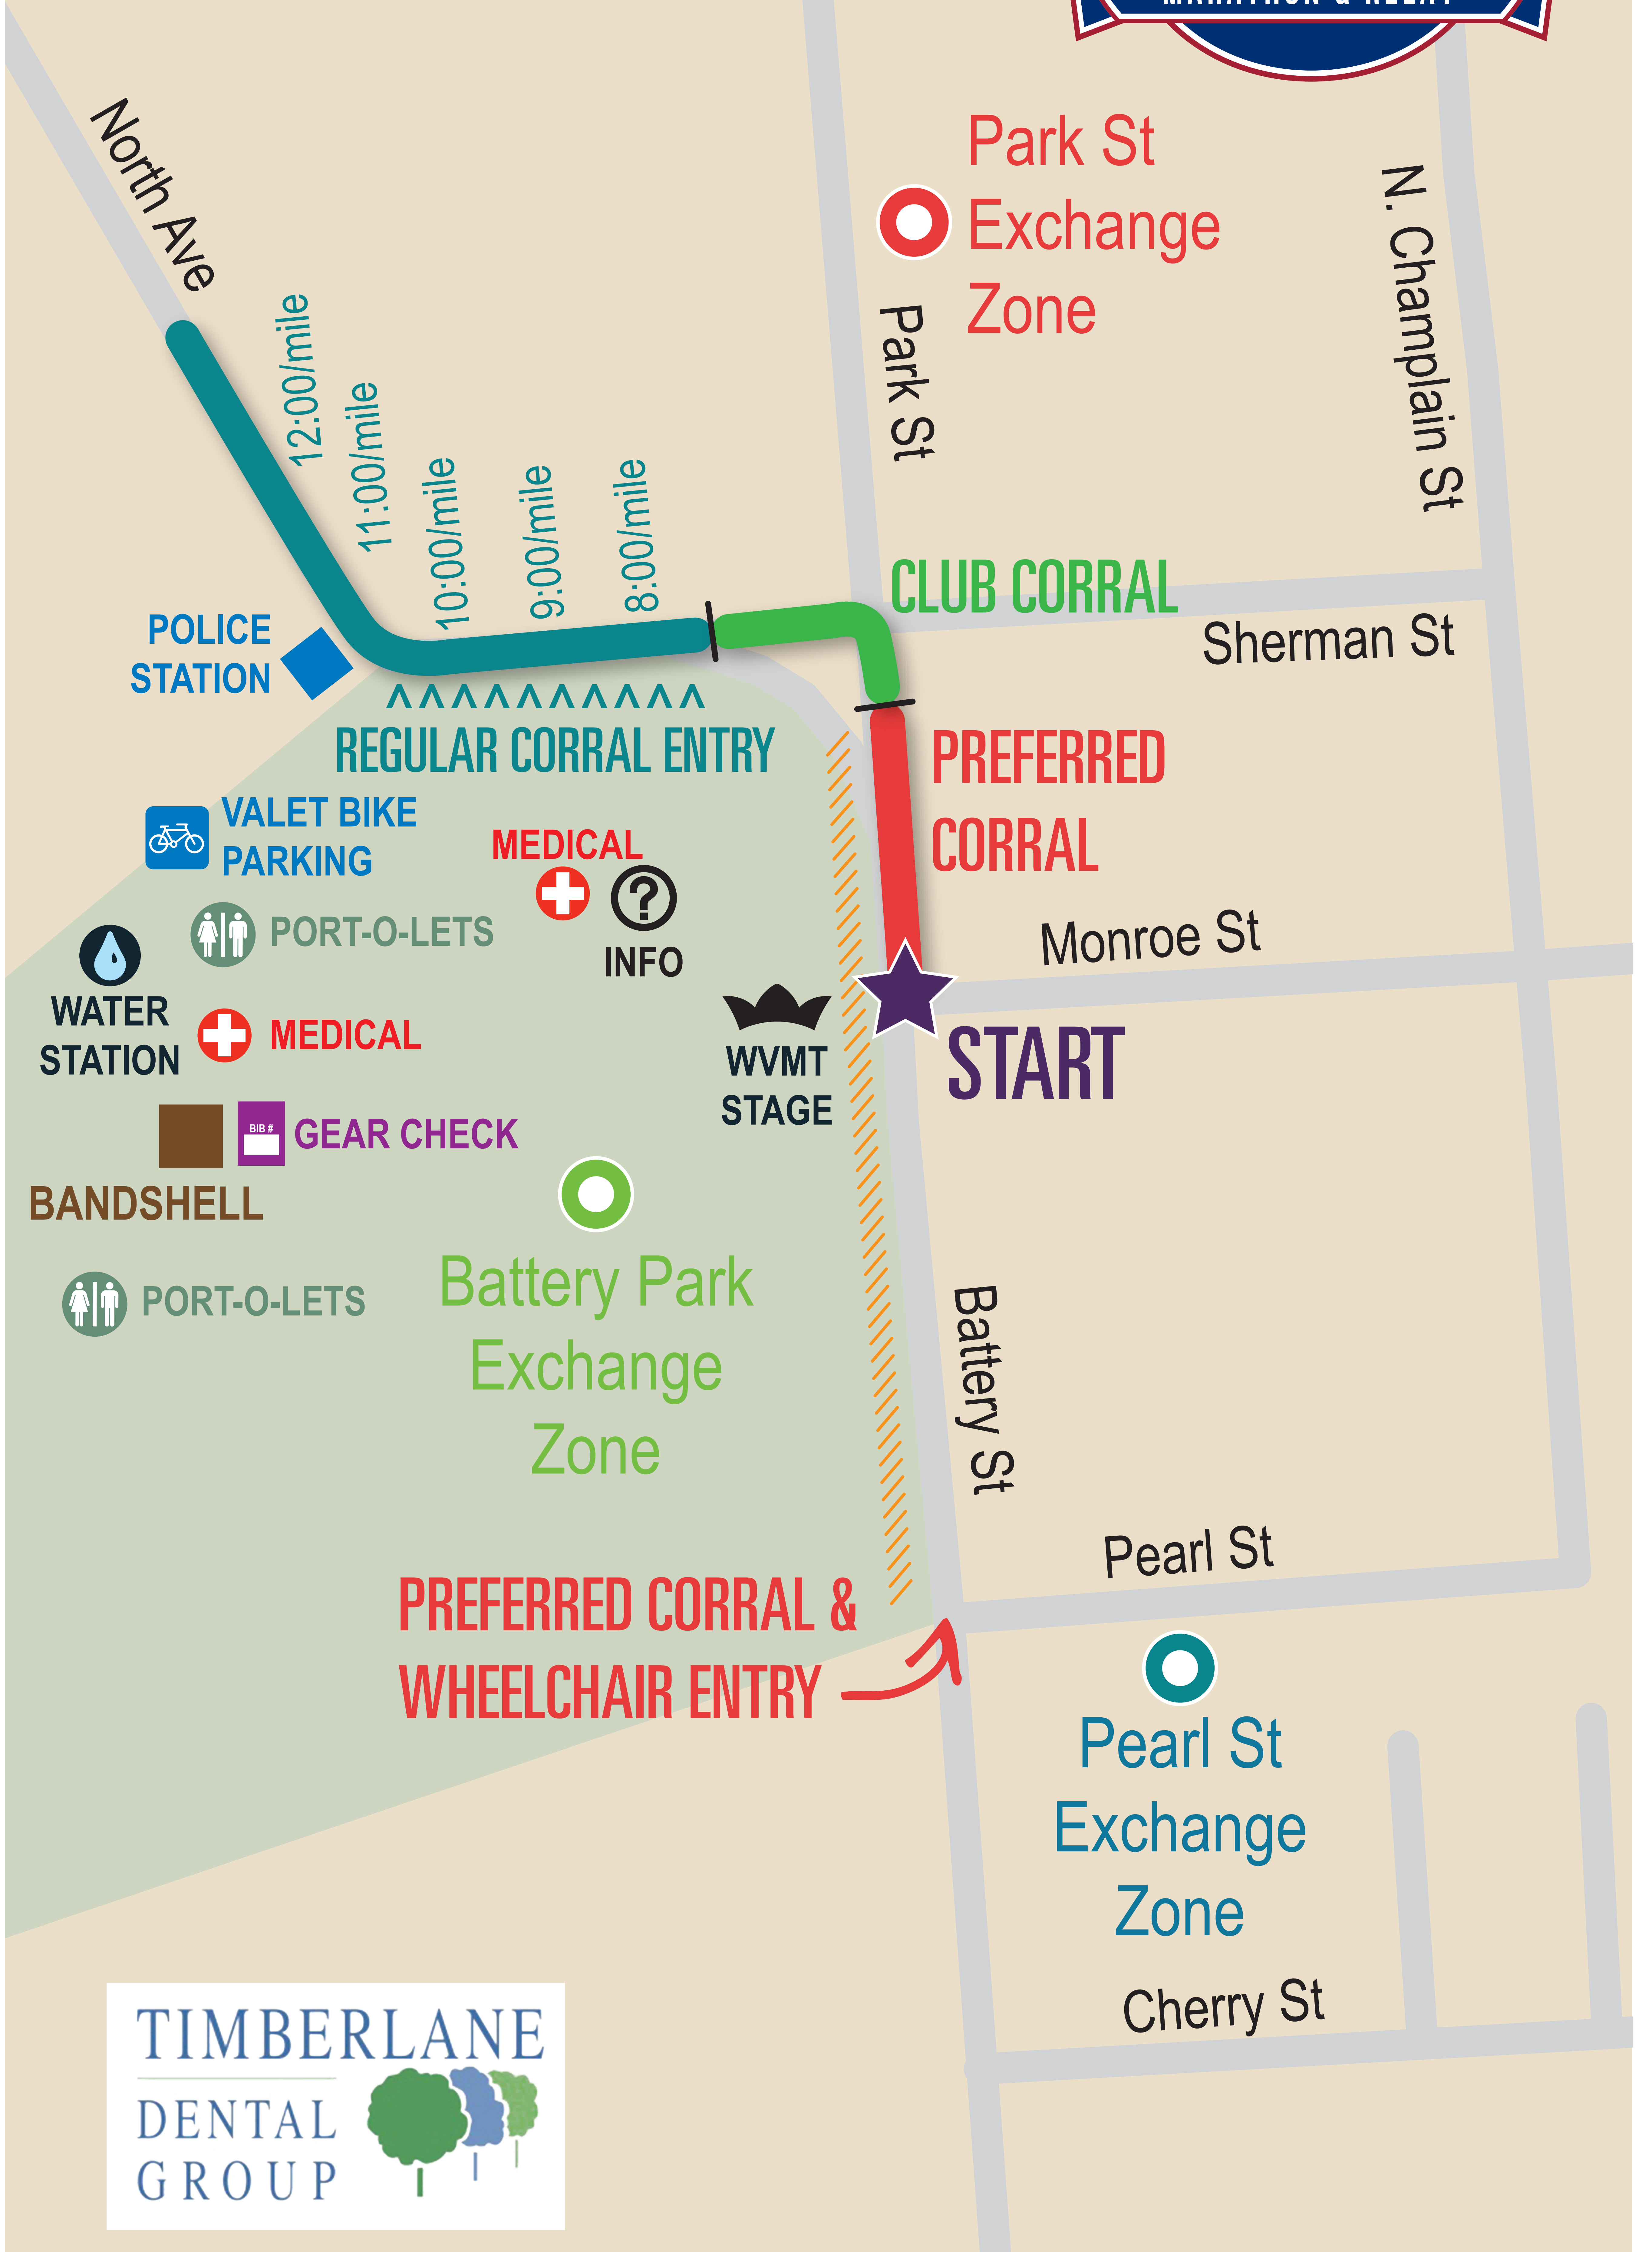 MARATHON & RELAY
North Ave
Park St
Exchange
Zone
N. Champlain St
Park St
12:00/mile
11:00/mile
10:00/mile
9:00/mile
8:00/mile
CLUB CORRAL
Sherman St
POLICE
STATION
REGULAR CORRAL ENTRY
PREFERRED
CORRAL
VALET BIKE
PARKING
MEDICAL
?
INFO
PORT-O-LETS
Monroe St
WATER
STATION
MEDICAL
WVMT
STAGE
START
BIB #
GEAR CHECK
BANDSHELL
Battery Park
Exchange
Zone
PORT-O-LETS
Battery St
Pearl St
PREFERRED CORRAL &
WHEELCHAIR ENTRY
Pearl St
Exchange
Zone
Cherry St
TIMBERLANE
DENTAL
GROUP